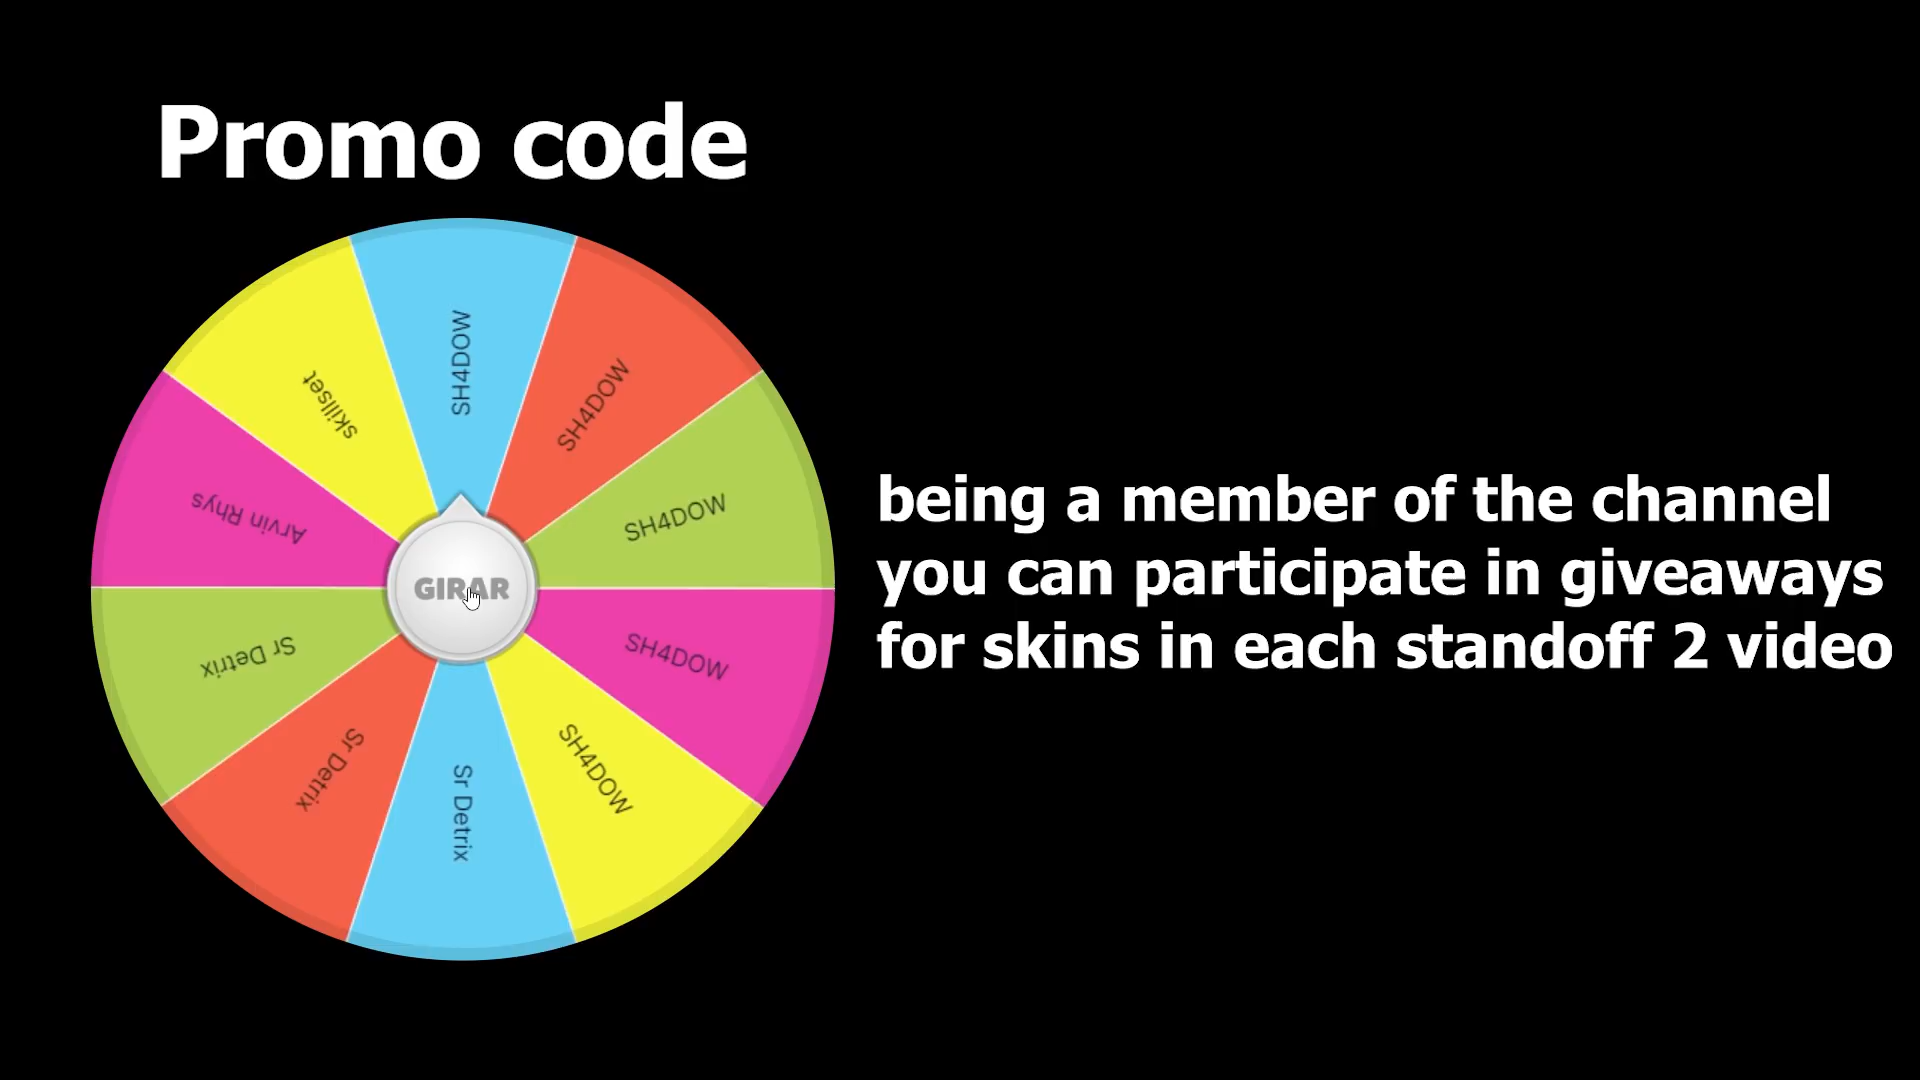 Promo code
SH4DOW
SH4DOW
SH4DOW
SH4DOW
SH4DOW
Sr Detrix
Sr Detrix
Sr Detrix
Arvin Rhys
skillset
GIRAR
being a member of the channel
you can participate in giveaways
for skins in each standoff 2 video